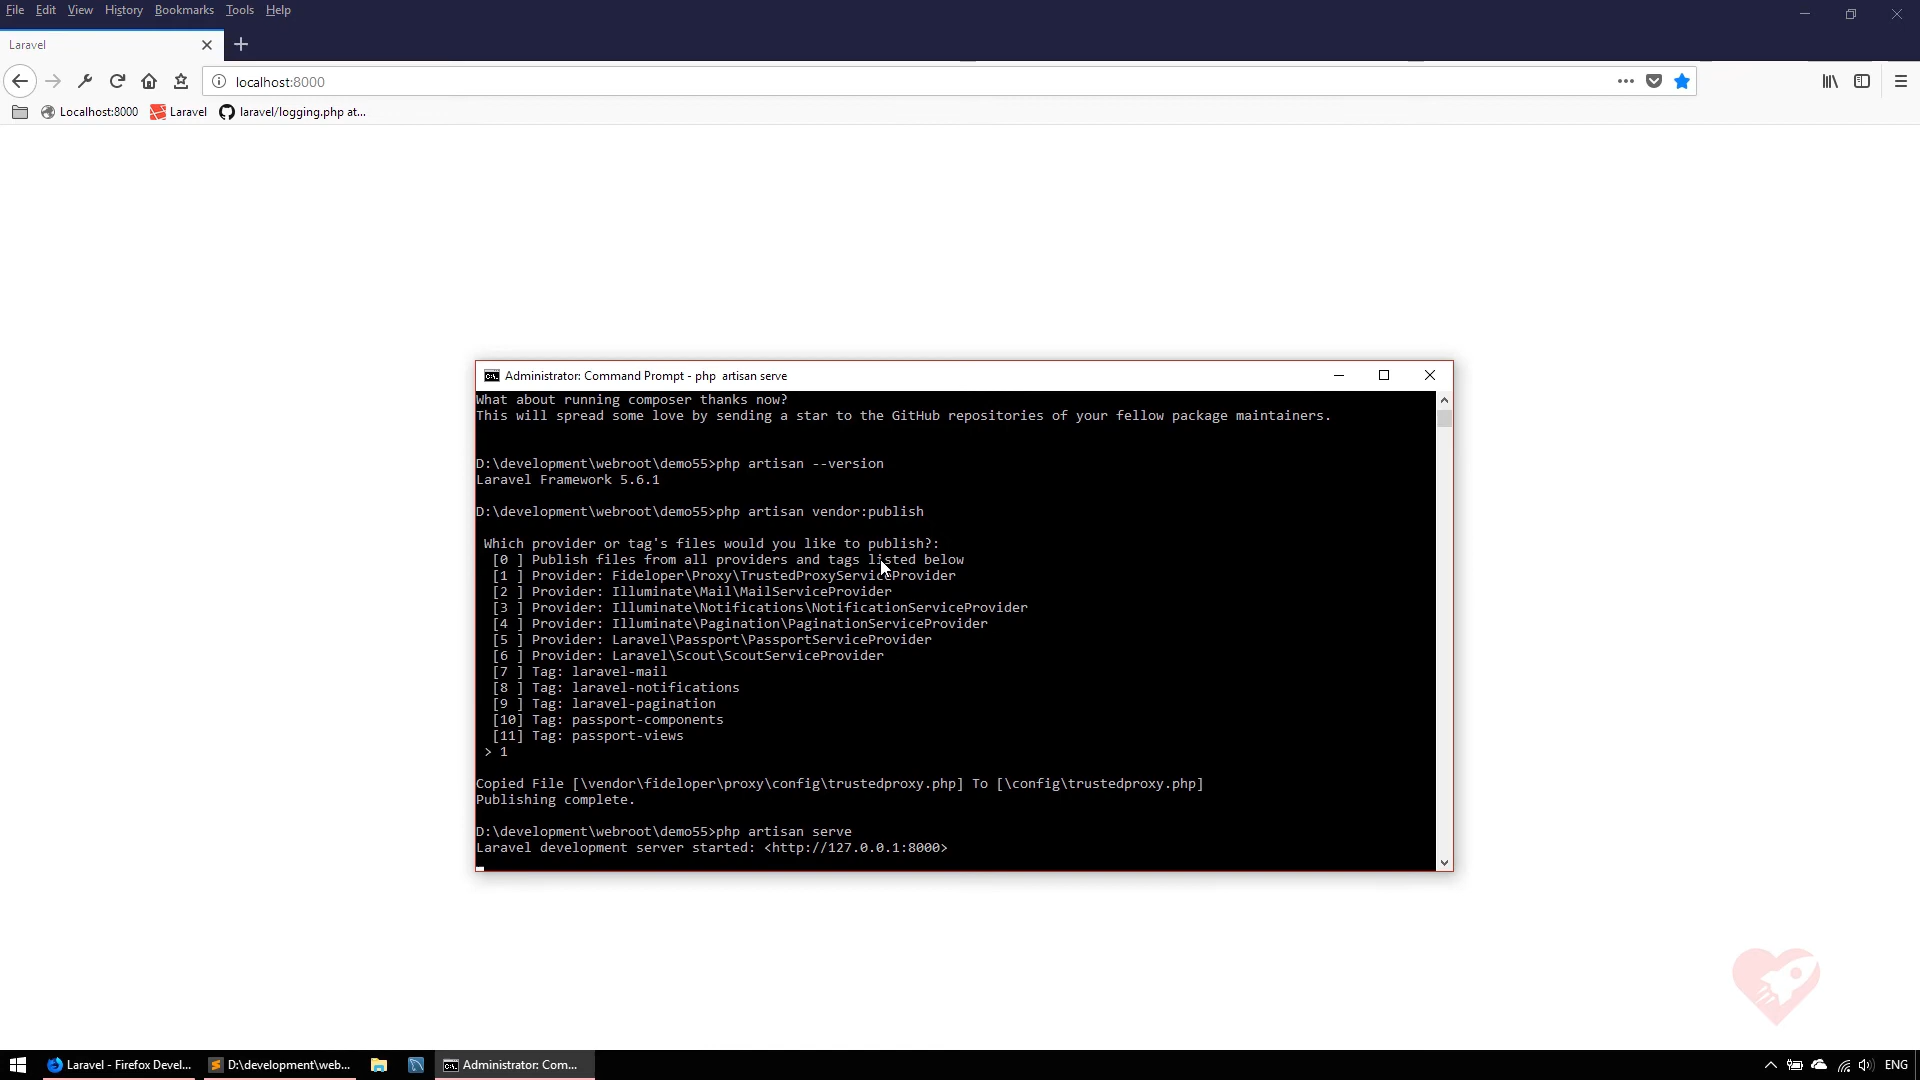 File Edit View History Bookmarks Tools Help
Laravel
localhost:8000
Localhost:8000 Laravel laravel/logging.php at...
Administrator: Command Prompt - php  artisan serve
What about running composer thanks now?
This will spread some love by sending a star to the GitHub repositories of your fellow package maintainers.
D:\development\webroot\demo55>php artisan --version
Laravel Framework 5.6.1
D:\development\webroot\demo55>php artisan vendor:publish
Which provider or tag's files would you like to publish?:
[0 ] Publish files from all providers and tags listed below
[1 ] Provider: Fideloper\Proxy\TrustedProxyServiceProvider
[2 ] Provider: Illuminate\Mail\MailServiceProvider
[3 ] Provider: Illuminate\Notifications\NotificationServiceProvider
[4 ] Provider: Illuminate\Pagination\PaginationServiceProvider
[5 ] Provider: Laravel\Passport\PassportServiceProvider
[6 ] Provider: Laravel\Scout\ScoutServiceProvider
[7 ] Tag: laravel-mail
[8 ] Tag: laravel-notifications
[9 ] Tag: laravel-pagination
[10] Tag: passport-components
[11] Tag: passport-views
> 1
Copied File [\vendor\fideloper\proxy\config\trustedproxy.php] To [\config\trustedproxy.php]
Publishing complete.
D:\development\webroot\demo55>php artisan serve
Laravel development server started: <http://127.0.0.1:8000>
Laravel - Firefox Devel... D:\development\web... Administrator: Com... ENG